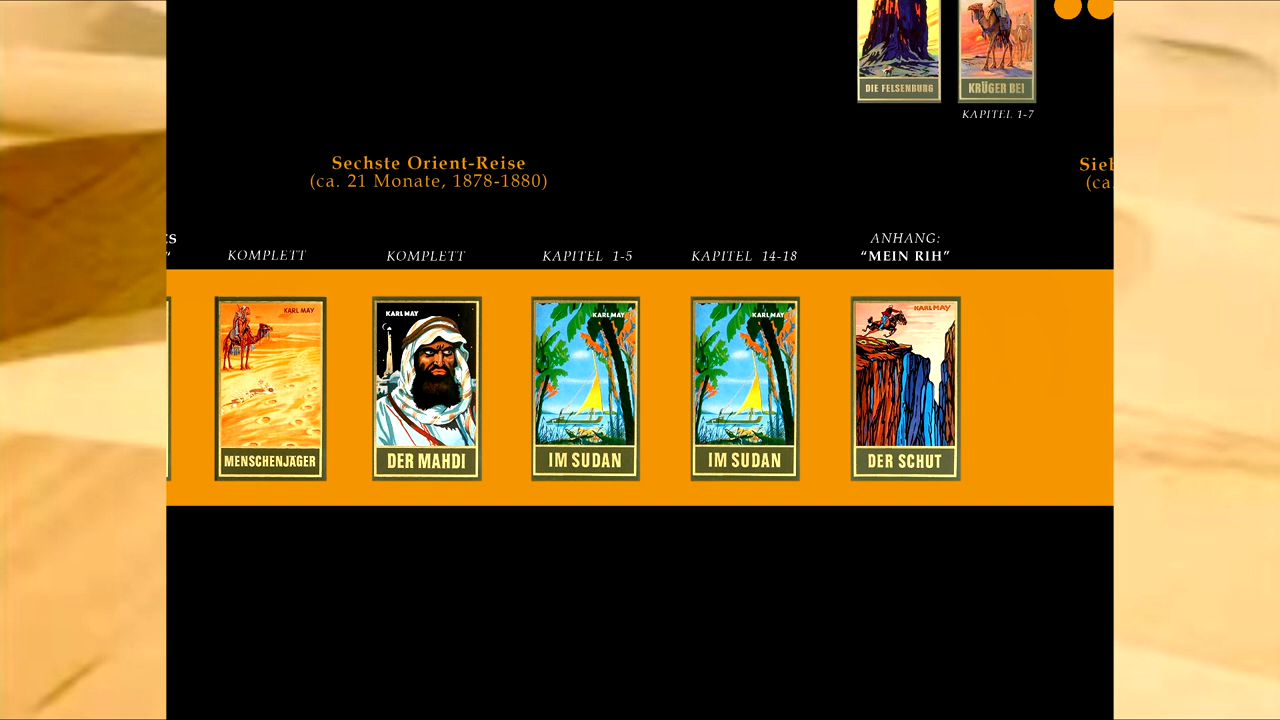 DIE FELSENBURG
KRÜGER BEI
KAPITEL 1-7
Sechste Orient-Reise
(ca. 21 Monate, 1878-1880)
Sieb
(ca.
KOMPLETT
KOMPLETT
KAPITEL 1-5
KAPITEL 14-18
ANHANG:
“MEIN RIH”
KARL MAY
MENSCHENJÄGER
KARL MAY
DER MAHDI
KARL MAY
IM SUDAN
KARL MAY
IM SUDAN
KARL MAY
DER SCHUT